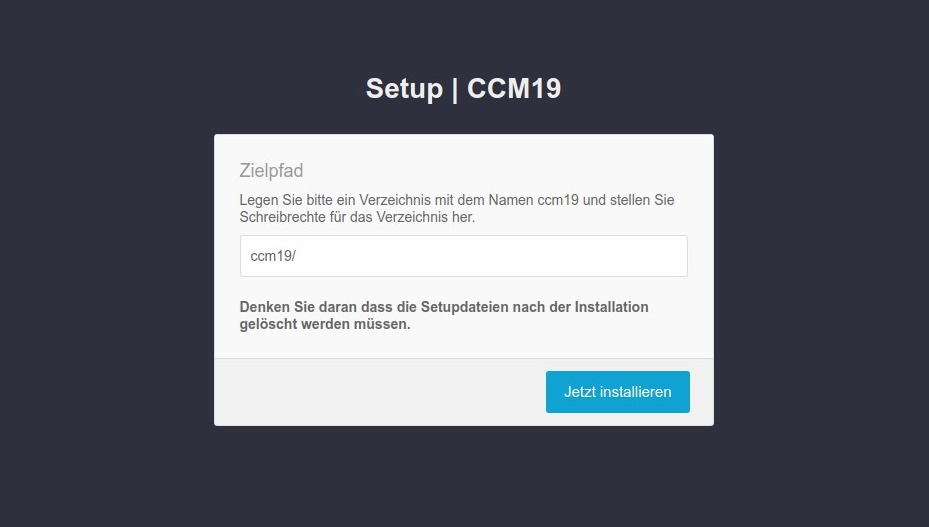 Setup | CCM19
Zielpfad
Legen Sie bitte ein Verzeichnis mit dem Namen ccm19 und stellen Sie
Schreibrechte für das Verzeichnis her.
ccm19/
Denken Sie daran dass die Setupdateien nach der Installation
gelöscht werden müssen.
Jetzt installieren